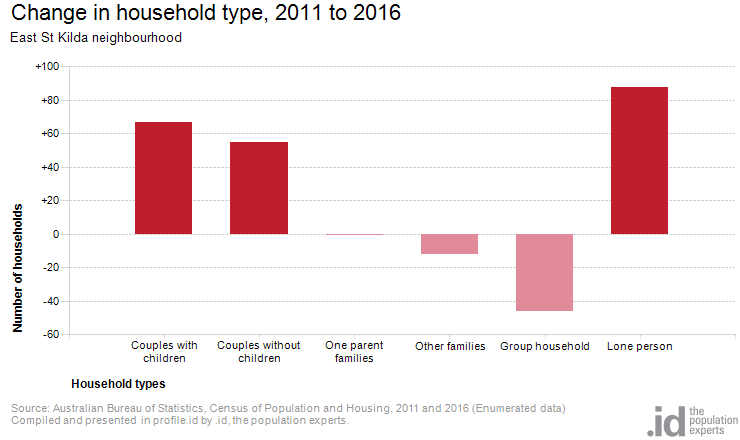 Change in household type, 2011 to 2016
East St Kilda neighbourhood
Number of households
+100
+80
+60
+40
+20
0
-20
-40
-60
Couples with
children
Couples without
children
One parent
families
Other families
Group household
Lone person
Household types
Source: Australian Bureau of Statistics, Census of Population and Housing, 2011 and 2016 (Enumerated data)
Compiled and presented in profile.id by .id, the population experts.
.id the
population
experts